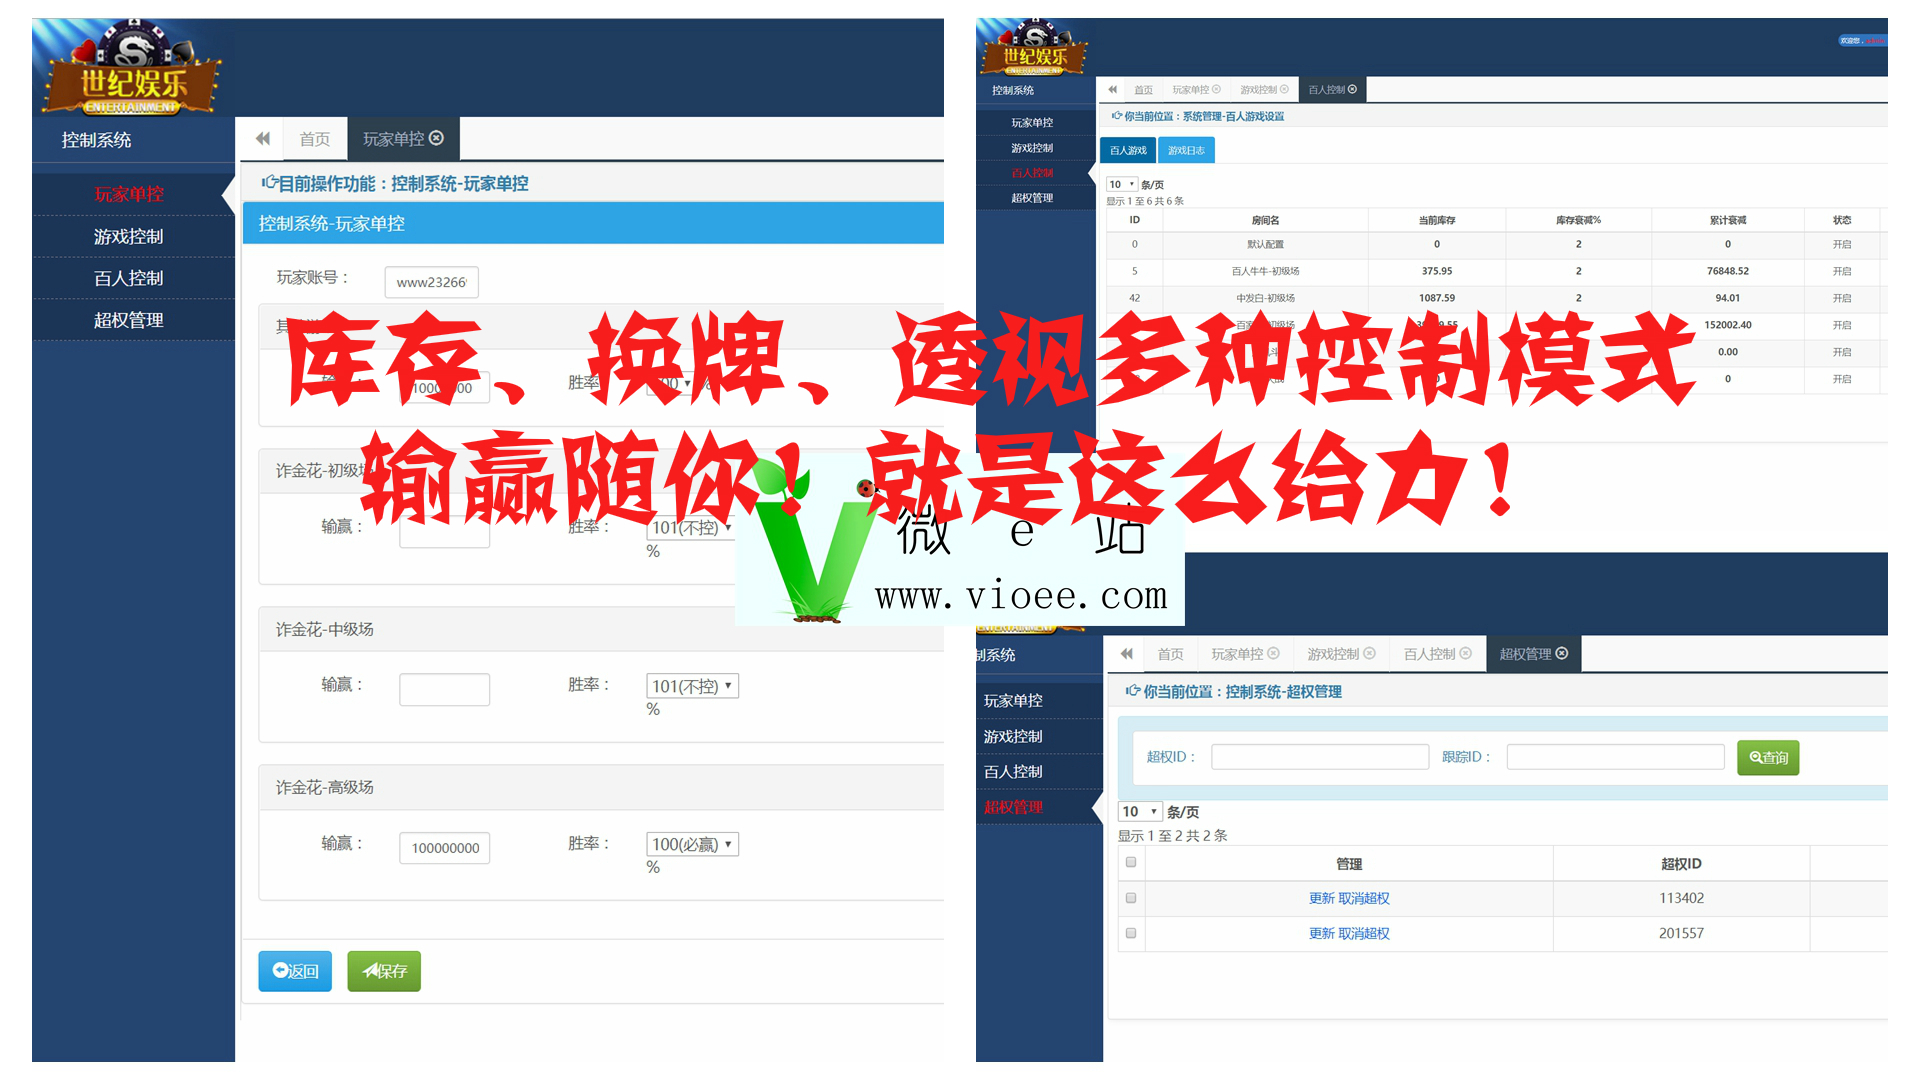 世纪娱乐
ENTERTAINMENT
控制系统
玩家单控
游戏控制
百人控制
超权管理
首页
玩家单控
目前操作功能：控制系统-玩家单控
控制系统-玩家单控
玩家账号：
www23266
胜率
诈金花-初级场
输赢：
胜率：
101(不控)
%
诈金花-中级场
输赢：
胜率：
101(不控)
%
诈金花-高级场
输赢：
100000000
胜率：
100(必赢)
%
返回
保存
库存、换牌、透视多种控制模式
输赢随你！就是这么给力！
微e站
www.vioee.com
世纪娱乐
ENTERTAINMENT
欢迎您，
控制系统
玩家单控
游戏控制
百人控制
超权管理
首页 玩家单控 游戏控制 百人控制
你当前位置：系统管理-百人游戏设置
百人游戏 游戏日志
10 条/页
显示 1 至 6 共 6 条
ID 房间名 当前库存 库存衰减% 累计衰减 状态
0 默认配置 0 2 0 开启
5 百人牛牛-初级场 375.95 2 76848.52 开启
42 中发白-初级场 1087.59 2 94.01 开启
152002.40 开启
0.00 开启
0 开启
制系统
玩家单控
游戏控制
百人控制
超权管理
首页 玩家单控 游戏控制 百人控制 超权管理
你当前位置：控制系统-超权管理
超权ID： 跟踪ID： 查询
10 条/页
显示 1 至 2 共 2 条
管理 超权ID
更新 取消超权 113402
更新 取消超权 201557